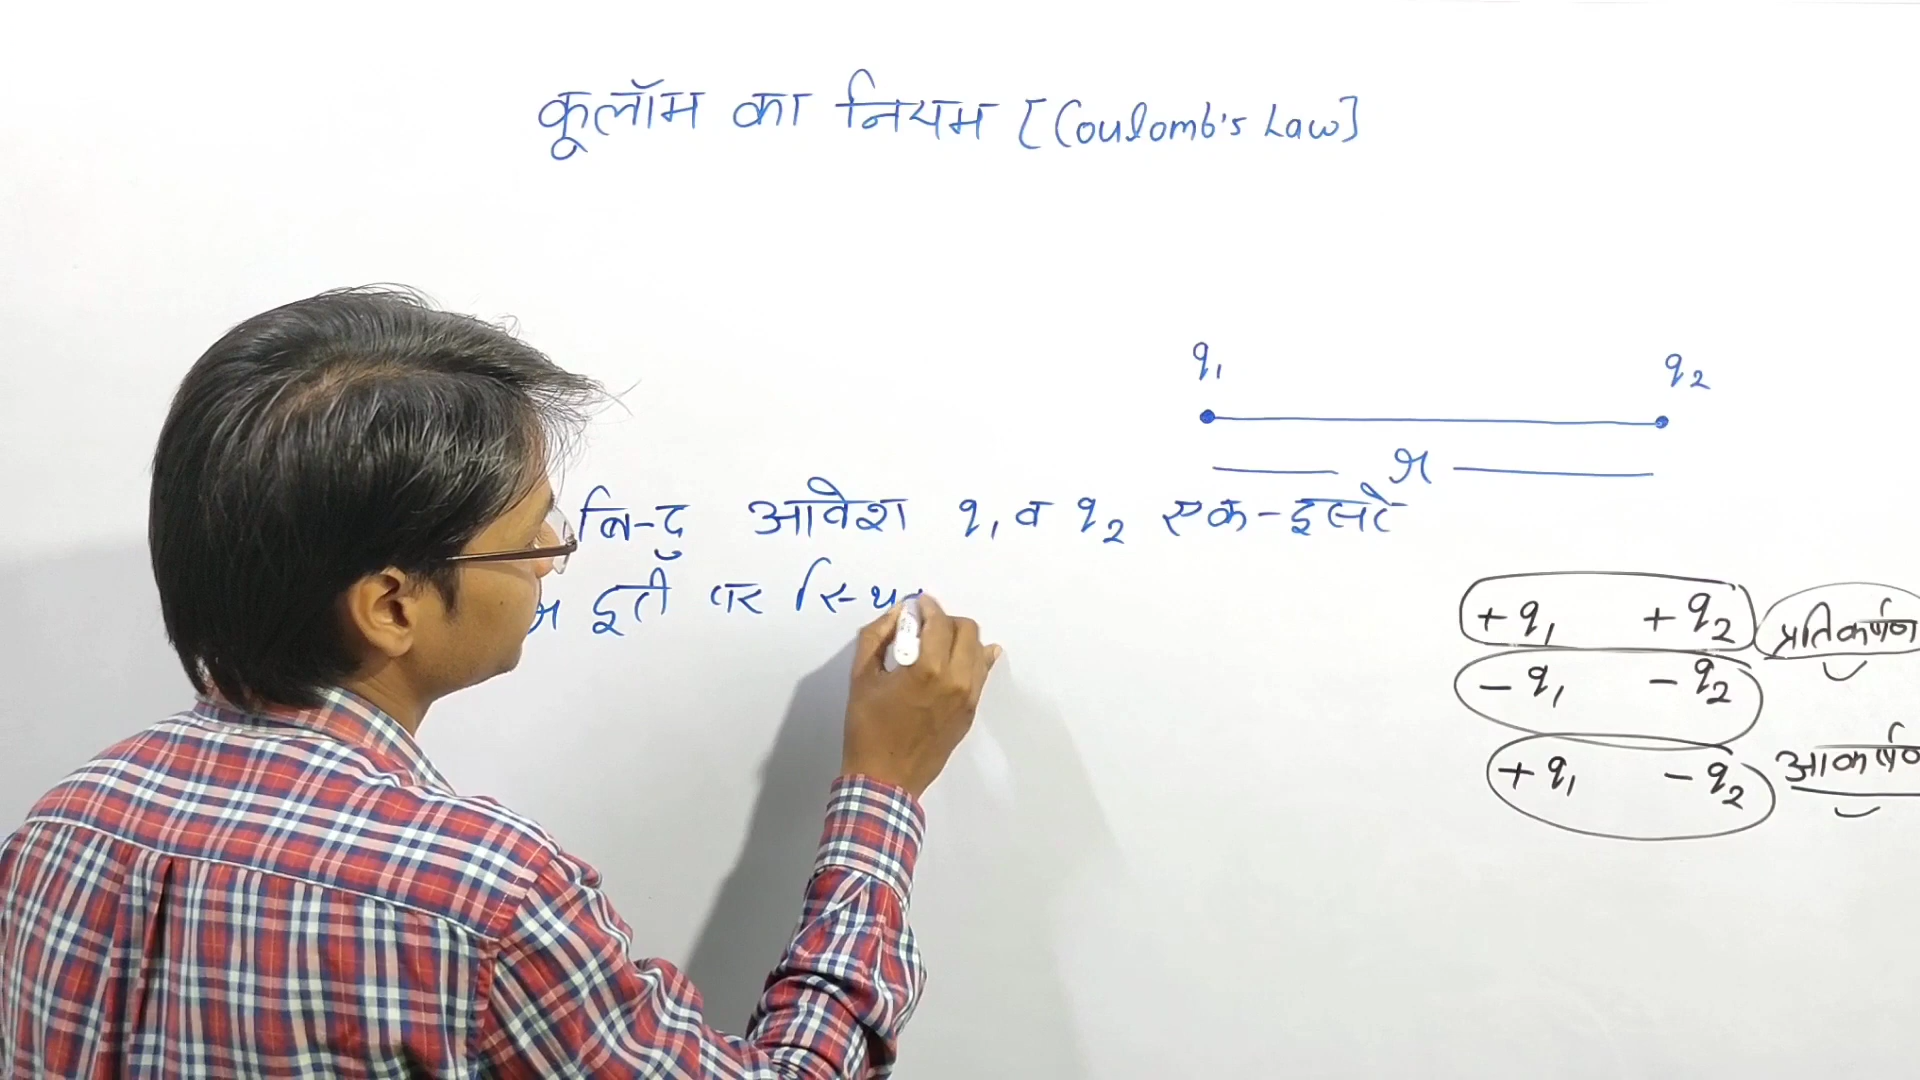 कूलॉम का नियम [Coulomb's Law]
q₁ q₂
r
बिन्दु आवेश q₁ व q₂ एक-दूसरे
r दूरी पर स्थि
+q₁ +q₂ प्रतिकर्षण
-q₁ -q₂
+q₁ -q₂ आकर्षण